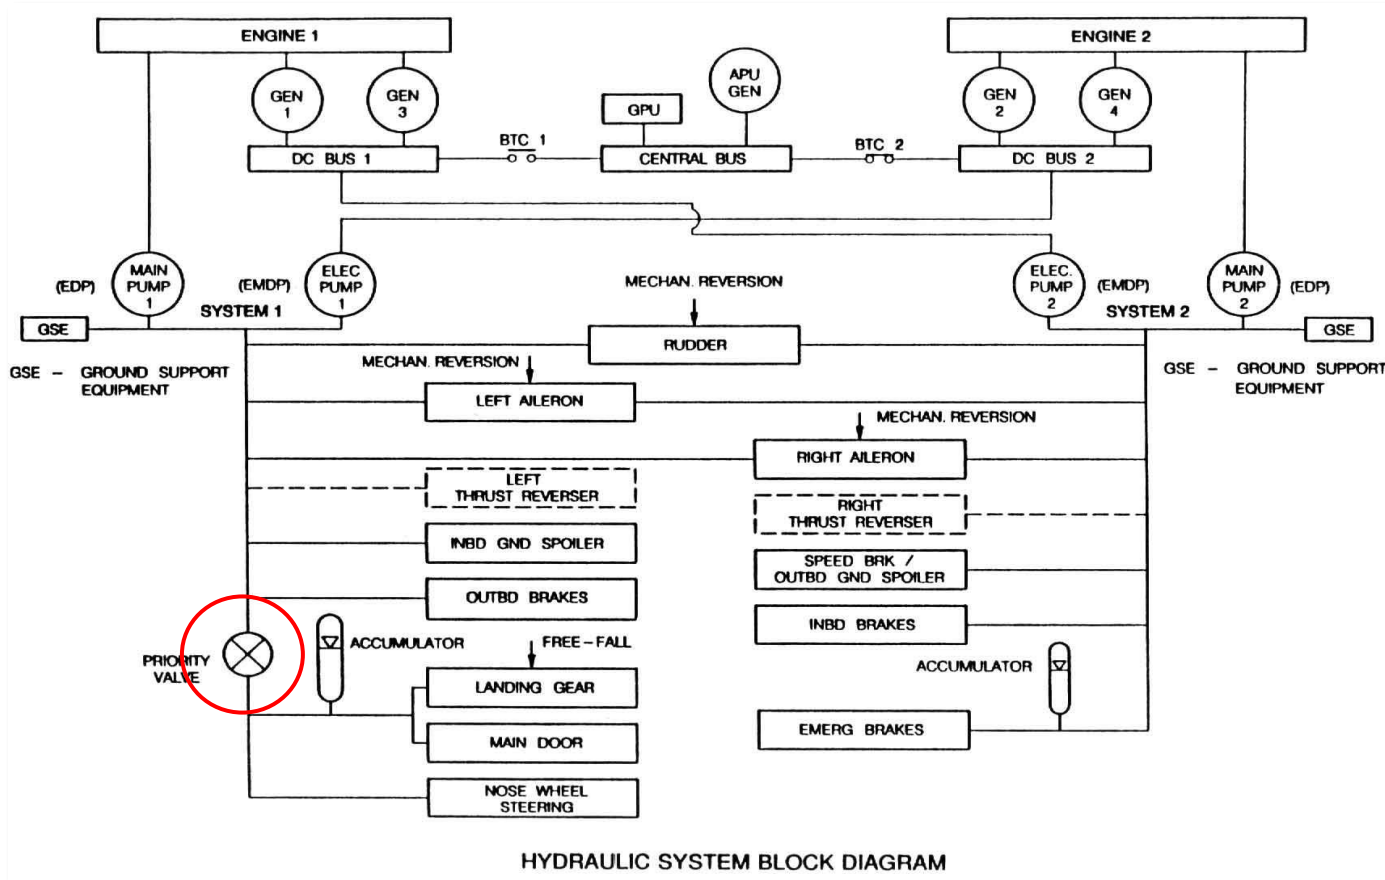 ENGINE 1
ENGINE 2
GEN
1
GEN
3
GPU
APU
GEN
GEN
2
GEN
4
DC BUS 1
BTC 1
CENTRAL BUS
BTC 2
DC BUS 2
(EDP)
MAIN
PUMP
1
(EMDP)
ELEC
PUMP
1
SYSTEM 1
ELEC.
PUMP
2
(EMDP)
MAIN
PUMP
2
(EDP)
SYSTEM 2
GSE
GSE
GSE – GROUND SUPPORT
EQUIPMENT
GSE – GROUND SUPPORT
EQUIPMENT
MECHAN. REVERSION
RUDDER
MECHAN. REVERSION
LEFT AILERON
MECHAN. REVERSION
RIGHT AILERON
LEFT
THRUST REVERSER
RIGHT
THRUST REVERSER
INBD GND SPOILER
SPEED BRK /
OUTBD GND SPOILER
OUTBD BRAKES
INBD BRAKES
PRIORITY
VALVE
ACCUMULATOR
FREE–FALL
LANDING GEAR
MAIN DOOR
NOSE WHEEL
STEERING
ACCUMULATOR
EMERG BRAKES
HYDRAULIC SYSTEM BLOCK DIAGRAM